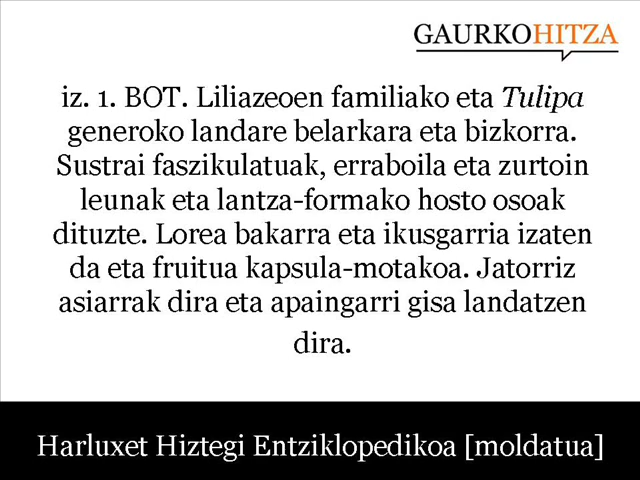 GAURKOHITZA
iz. 1. BOT. Liliazeoen familiako eta Tulipa
generoko landare belarkara eta bizkorra.
Sustrai faszikulatuak, erraboila eta zurtoin
leunak eta lantza-formako hosto osoak
dituzte. Lorea bakarra eta ikusgarria izaten
da eta fruitua kapsula-motakoa. Jatorriz
asiarrak dira eta apaingarri gisa landatzen
dira.
Harluxet Hiztegi Entziklopedikoa [moldatua]